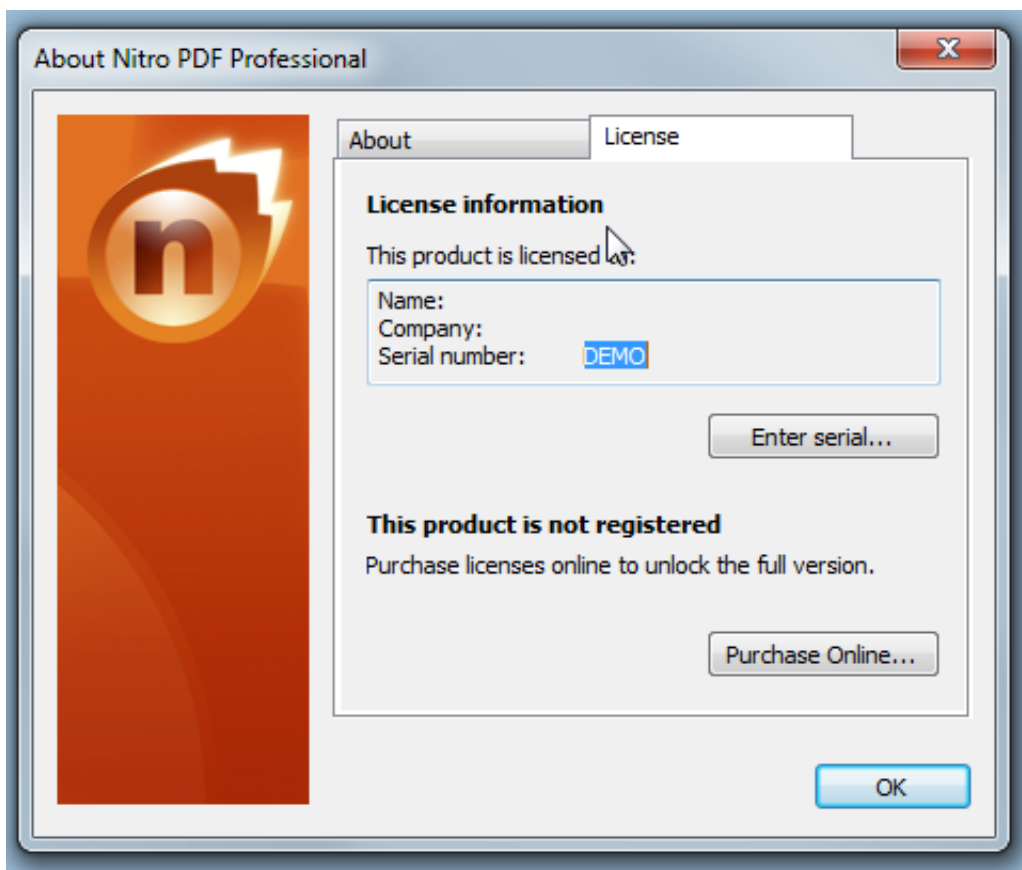 About Nitro PDF Professional
X
n
About
License
License information
This product is licensed
Name:
Company:
Serial number: DEMO
Enter serial...
This product is not registered
Purchase licenses online to unlock the full version.
Purchase Online...
OK